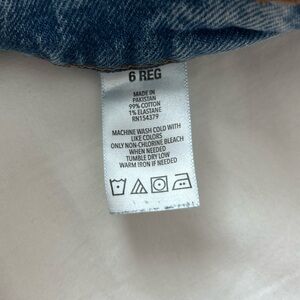 6 REG
MADE IN
PAKISTAN
99% COTTON
1% ELASTANE
RN154379
MACHINE WASH COLD WITH
LIKE COLORS
ONLY NON-CHLORINE BLEACH
WHEN NEEDED
TUMBLE DRY LOW
WARM IRON IF NEEDED